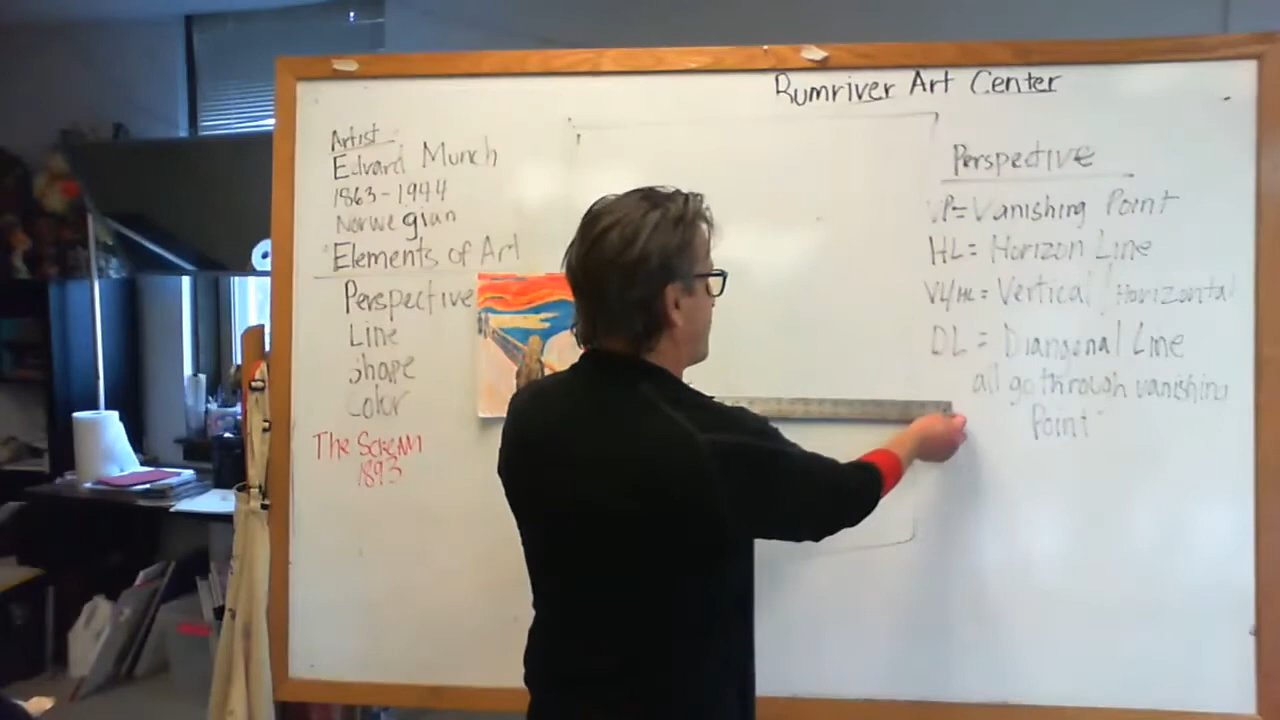 Rumriver Art Center
Artist
Edvard Munch
1863-1944
Norwegian
Elements of Art
Perspective
Line
Shape
Color
The Scream
1893
Perspective
VP= Vanishing Point
HL= Horizon Line
VL/HL = Vertical / Horizontal
DL = Diangonal Line
all go through vanishing
Point